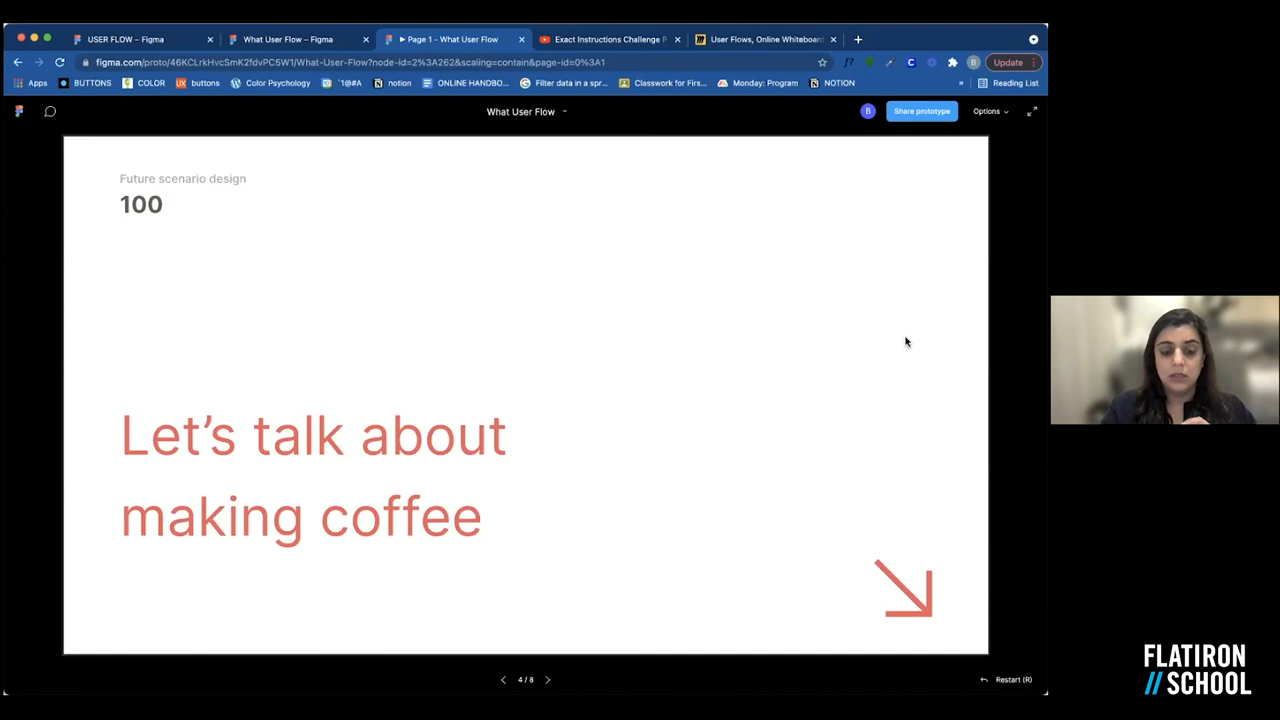 USER FLOW – Figma
What User Flow – Figma
Page 1 - What User Flow
Exact Instructions Challenge P
User Flows, Online Whiteboard
figma.com/proto/46KCLrkHvcSmK2fdvPC5W1/What-User-Flow?node-id=2%3A262&scaling=contain&page-id=0%3A1
B
Update
Apps
BUTTONS
COLOR
buttons
Color Psychology
`1@#A
notion
ONLINE HANDBO...
Filter data in a spr...
Classwork for Firs...
Monday: Program
NOTION
»
Reading List
What User Flow
B
Share prototype
Options
Future scenario design
100
Let's talk about
making coffee
4 / 8
Restart (R)
FLATIRON
// SCHOOL